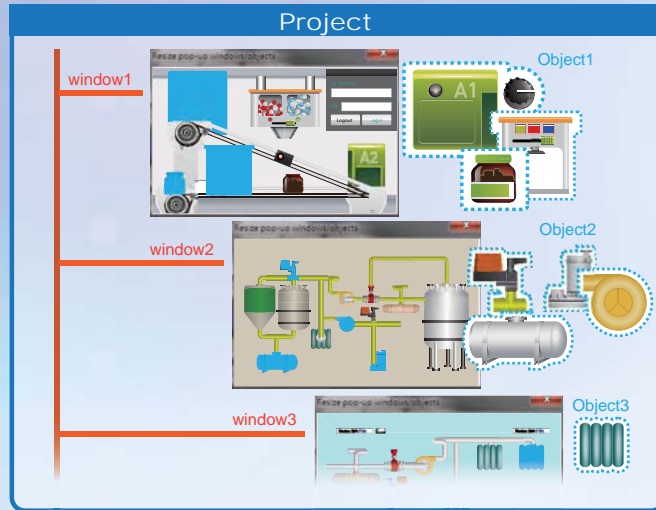 Project
window1
Resize pop-up windows/objects
Object1
A1
Logout
A2
window2
Resize pop-up windows/objects
Object2
window3
Resize pop-up windows/objects
Object3